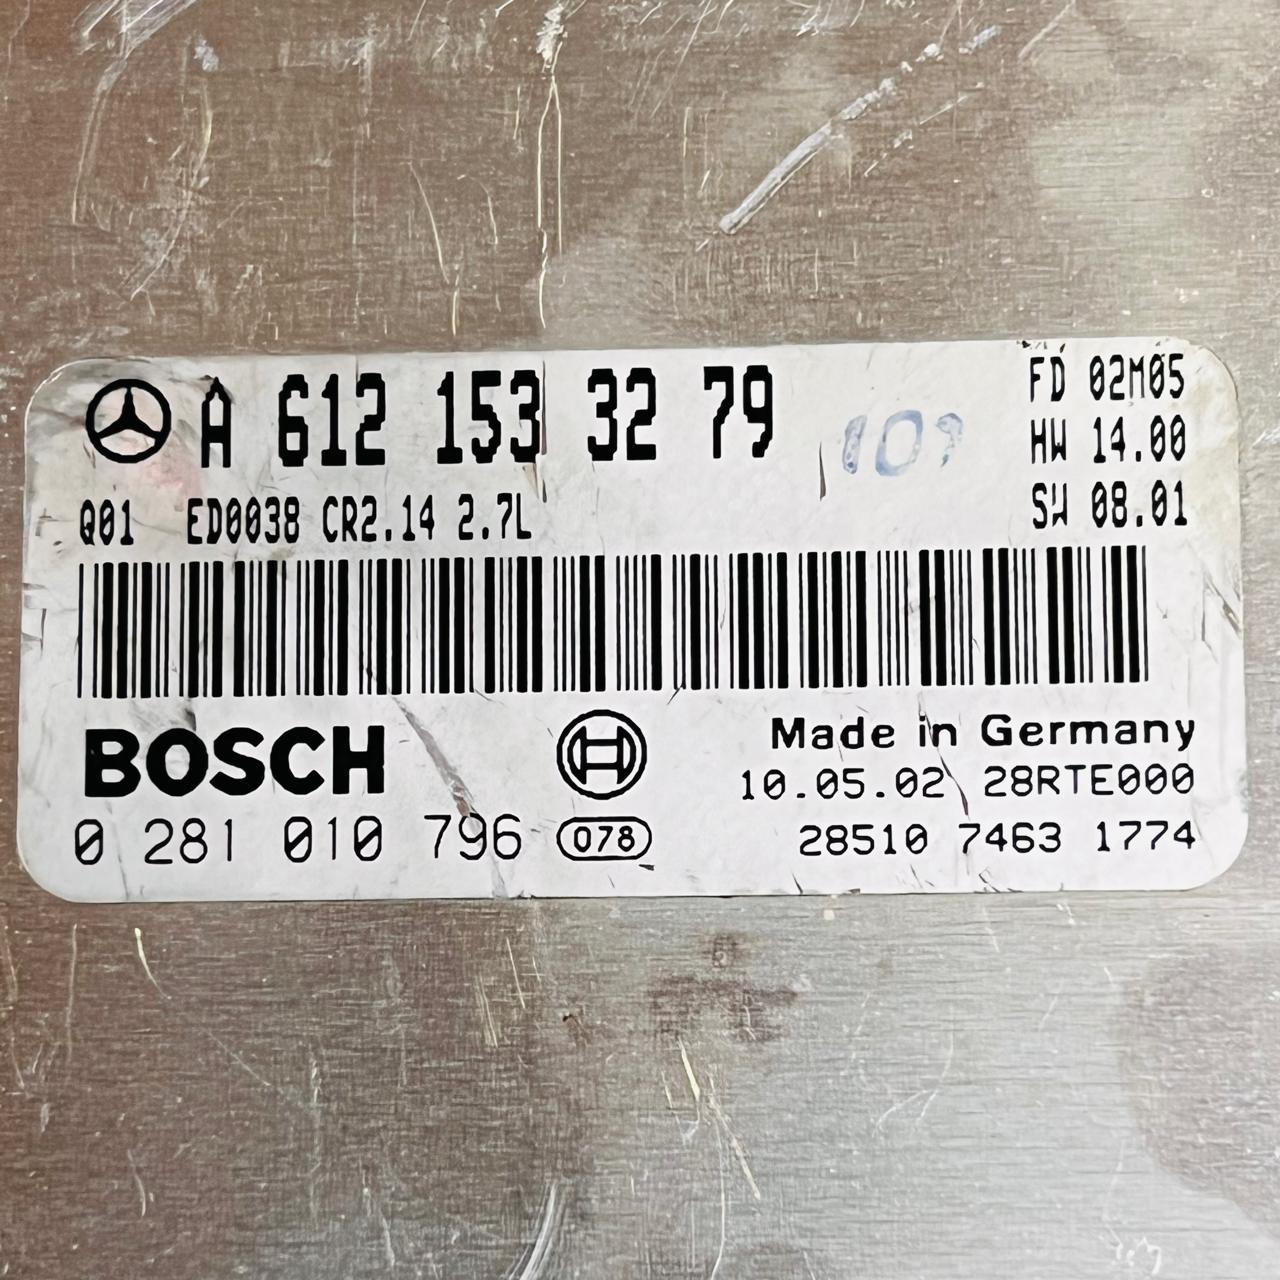 A 612 153 32 79
FD 02M05
HW 14.00
SW 08.01
Q01 ED0038 CR2.14 2.7L
BOSCH
Made in Germany
10.05.02 28RTE000
0 281 010 796 078
28510 7463 1774